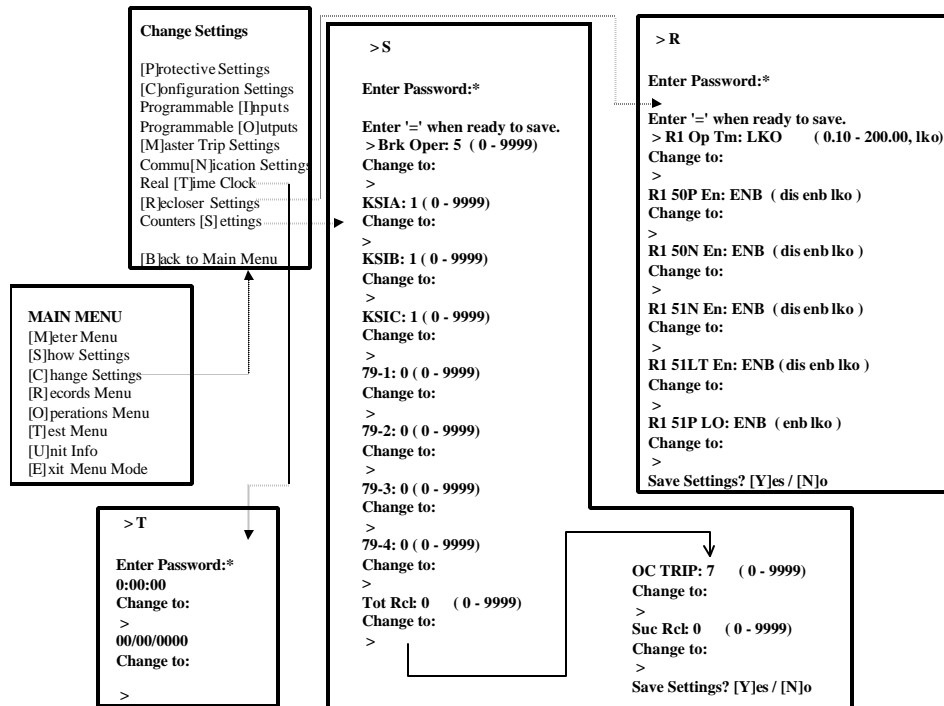 Change Settings
[P]rotective Settings
[C]onfiguration Settings
Programmable [I]nputs
Programmable [O]utputs
[M]aster Trip Settings
Commu[N]ication Settings
Real [T]ime Clock
[R]ecloser Settings
Counters [S]ettings
[B]ack to Main Menu
MAIN MENU
[M]eter Menu
[S]how Settings
[C]hange Settings
[R]ecords Menu
[O]perations Menu
[T]est Menu
[U]nit Info
[E]xit Menu Mode
>T
Enter Password:*
0:00:00
Change to:
>
00/00/0000
Change to:
>
>S
Enter Password:*
Enter '=' when ready to save.
>Brk Oper: 5 ( 0 - 9999)
Change to:
>
KSIA: 1 ( 0 - 9999)
Change to:
>
KSIB: 1 ( 0 - 9999)
Change to:
>
KSIC: 1 ( 0 - 9999)
Change to:
>
79-1: 0 ( 0 - 9999)
Change to:
>
79-2: 0 ( 0 - 9999)
Change to:
>
79-3: 0 ( 0 - 9999)
Change to:
>
79-4: 0 ( 0 - 9999)
Change to:
>
Tot Rcl: 0 ( 0 - 9999)
Change to:
>
OC TRIP: 7 ( 0 - 9999)
Change to:
>
Suc Rcl: 0 ( 0 - 9999)
Change to:
>
Save Settings? [Y]es / [N]o
>R
Enter Password:*
Enter '=' when ready to save.
>R1 Op Tm: LKO ( 0.10 - 200.00, lko)
Change to:
>
R1 50P En: ENB ( dis enb lko )
Change to:
>
R1 50N En: ENB ( dis enb lko )
Change to:
>
R1 51N En: ENB ( dis enb lko )
Change to:
>
R1 51LT En: ENB ( dis enb lko )
Change to:
>
R1 51P LO: ENB ( enb lko )
Change to:
>
Save Settings? [Y]es / [N]o